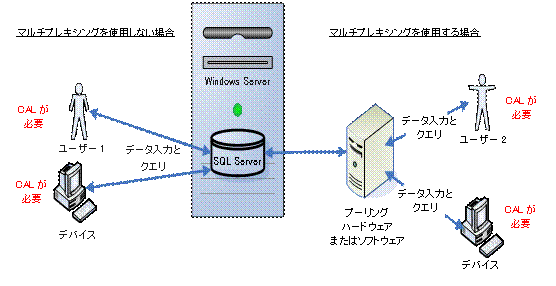 マルチプレキシングを使用しない場合
マルチプレキシングを使用する場合
Windows Server
CAL が
必要
ユーザー 1
データ入力と
クエリ
SQL Server
CAL が
必要
デバイス
データ入力と
クエリ
CAL が
必要
ユーザー 2
データ入力と
クエリ
プーリング
ハードウェア
またはソフトウェア
CAL が
必要
デバイス